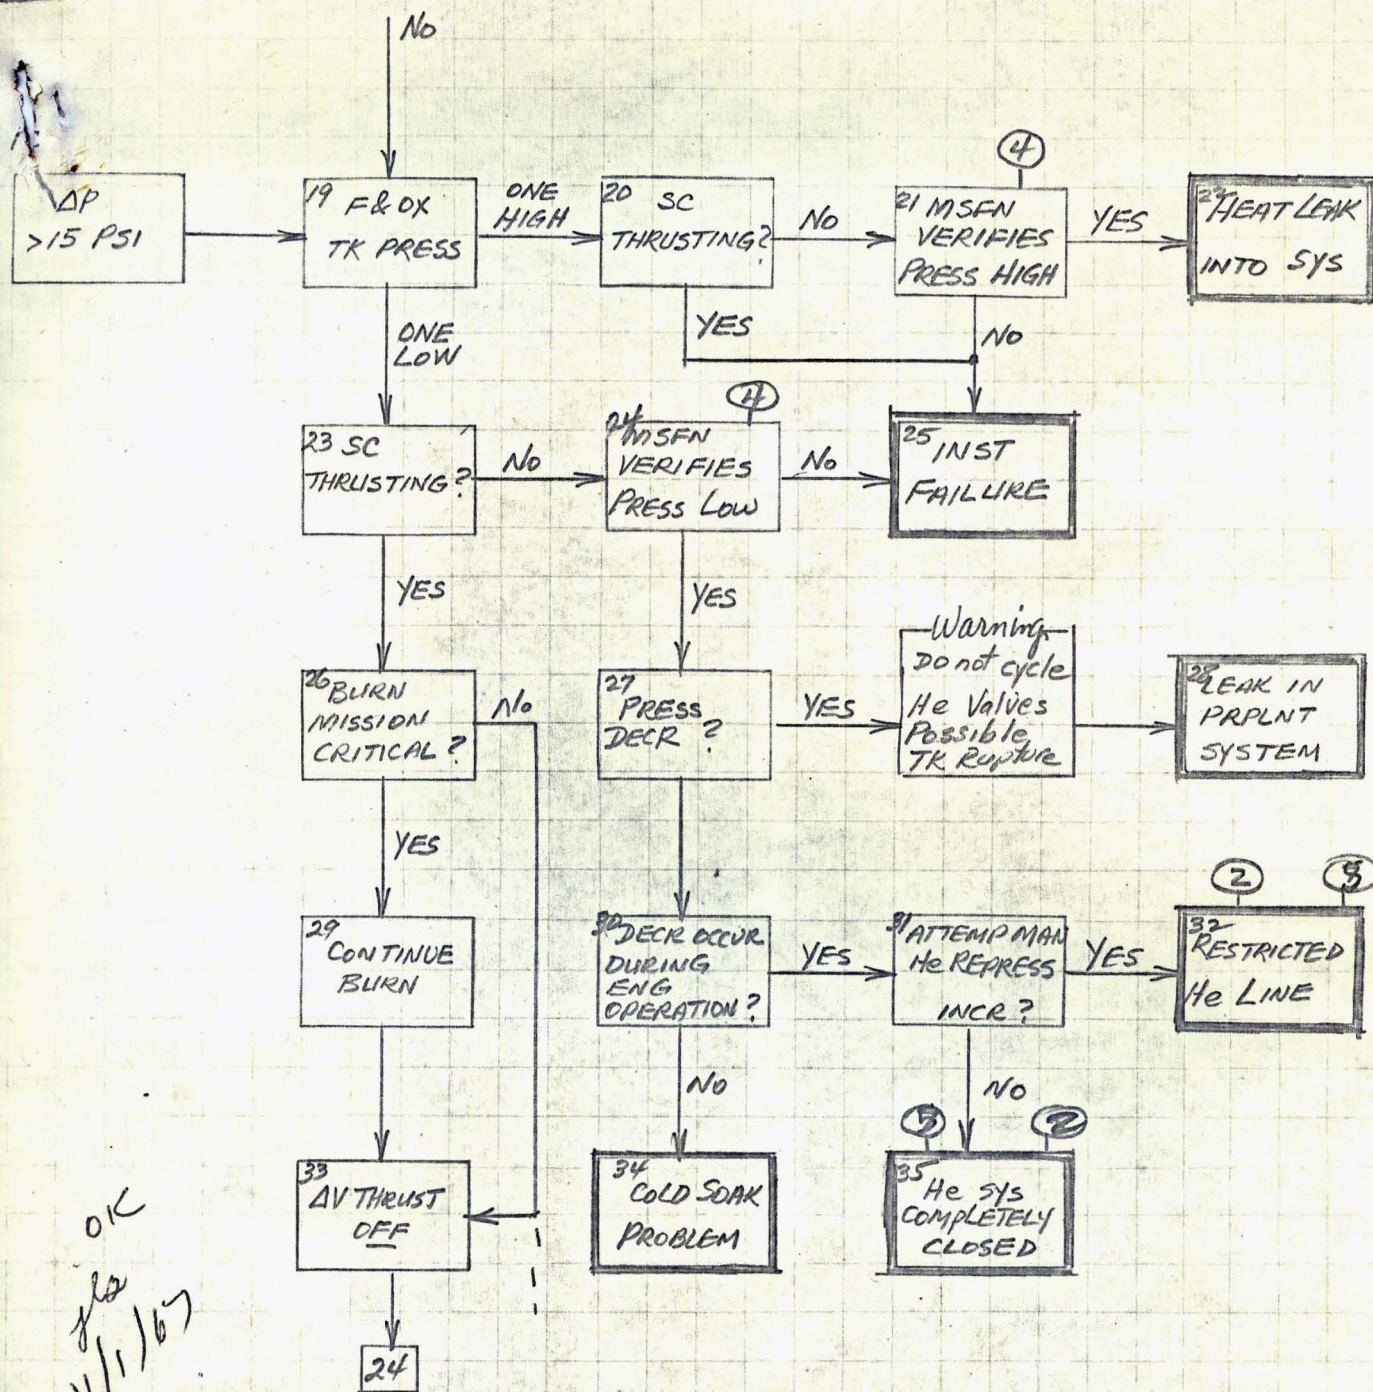 NO
ΔP
>15 PSI
19 F&OX
TK PRESS
ONE
HIGH
20 SC
THRUSTING?
NO
4
21 MSFN
VERIFIES
PRESS HIGH
YES
HEAT LEAK
INTO SYS
ONE
LOW
YES
NO
23 SC
THRUSTING?
NO
4
24 MSFN
VERIFIES
PRESS LOW
NO
25 INST
FAILURE
YES
YES
26 BURN
MISSION
CRITICAL?
NO
27
PRESS
DECR?
YES
Warning
Do not cycle
He Valves
Possible
TK Rupture
28 LEAK IN
PRPLNT
SYSTEM
YES
29
CONTINUE
BURN
30 DECR OCCUR
DURING
ENG
OPERATION?
YES
31 ATTEMP MAN
He REPRESS
INCR?
YES
2
32
RESTRICTED
He LINE
NO
NO
2
33
ΔV THRUST
OFF
34
COLD SOAK
PROBLEM
35
He SYS
COMPLETELY
CLOSED
OK
24